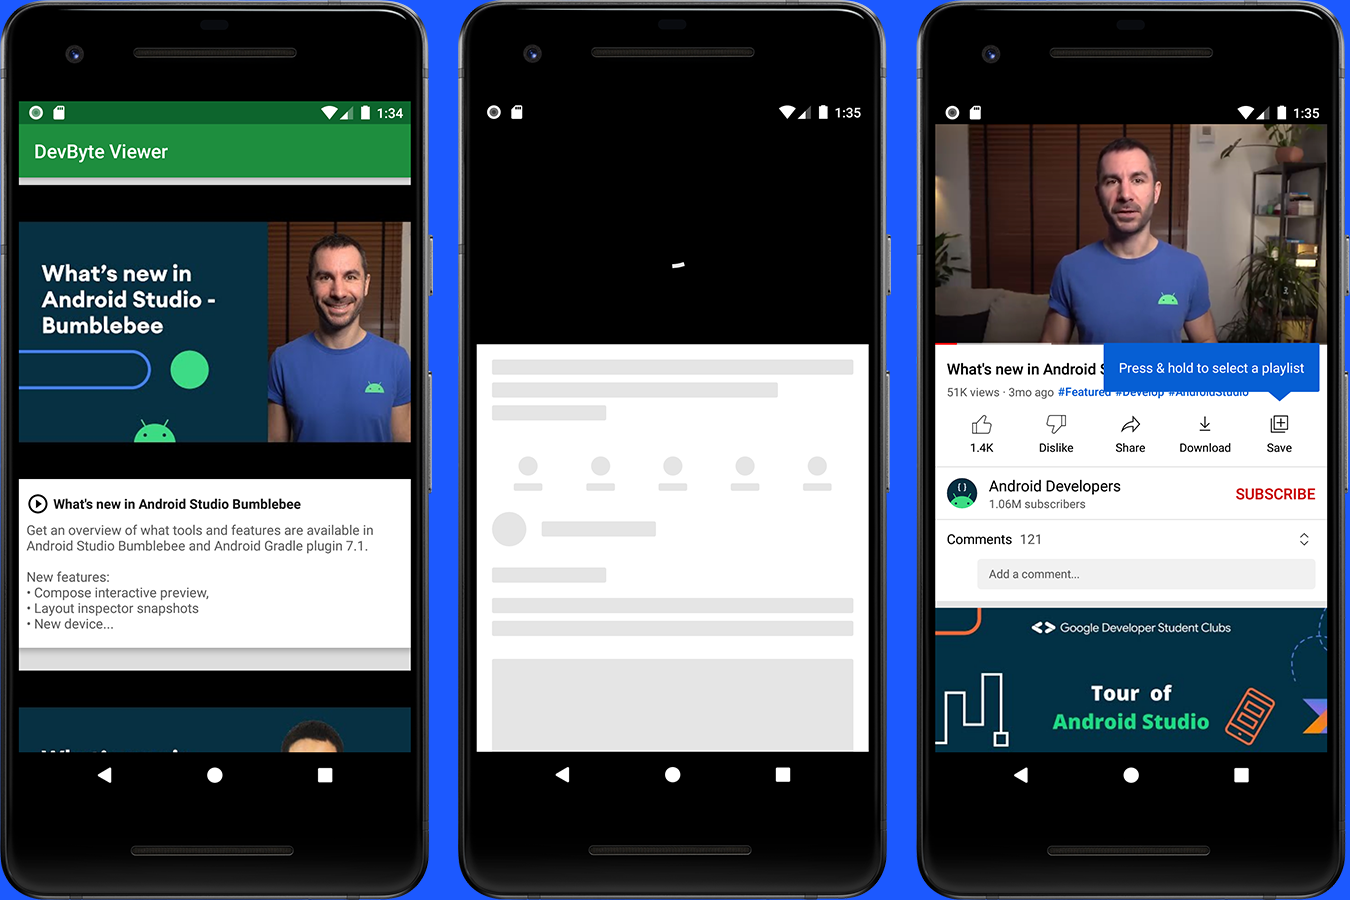 1:34
DevByte Viewer
What's new in
Android Studio -
Bumblebee
What's new in Android Studio Bumblebee
Get an overview of what tools and features are available in
Android Studio Bumblebee and Android Gradle plugin 7.1.
New features:
• Compose interactive preview,
• Layout inspector snapshots
• New device...
1:35
1:35
What's new in Android S
Press & hold to select a playlist
51K views · 3mo ago #Featured #Develop #AndroidStudio
1.4K Dislike Share Download Save
Android Developers
1.06M subscribers
SUBSCRIBE
Comments 121
Add a comment...
Google Developer Student Clubs
Tour of
Android Studio